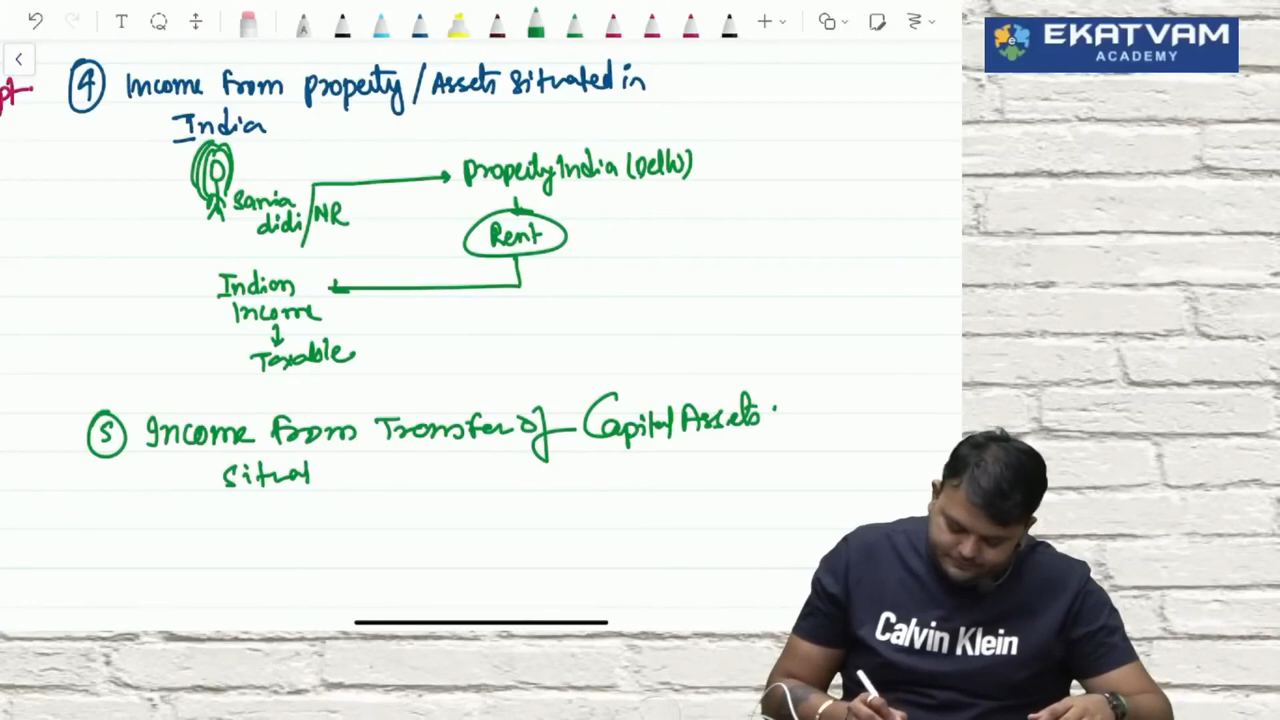 EKATVAM
ACADEMY
pt
④ Income from property/Assets situated in
India
Sania
didi/NR
Property India (Delhi)
Rent
Indian
Income
Taxable
⑤ Income from Transfer of Capital Assets
Situat
Calvin Klein
T
A